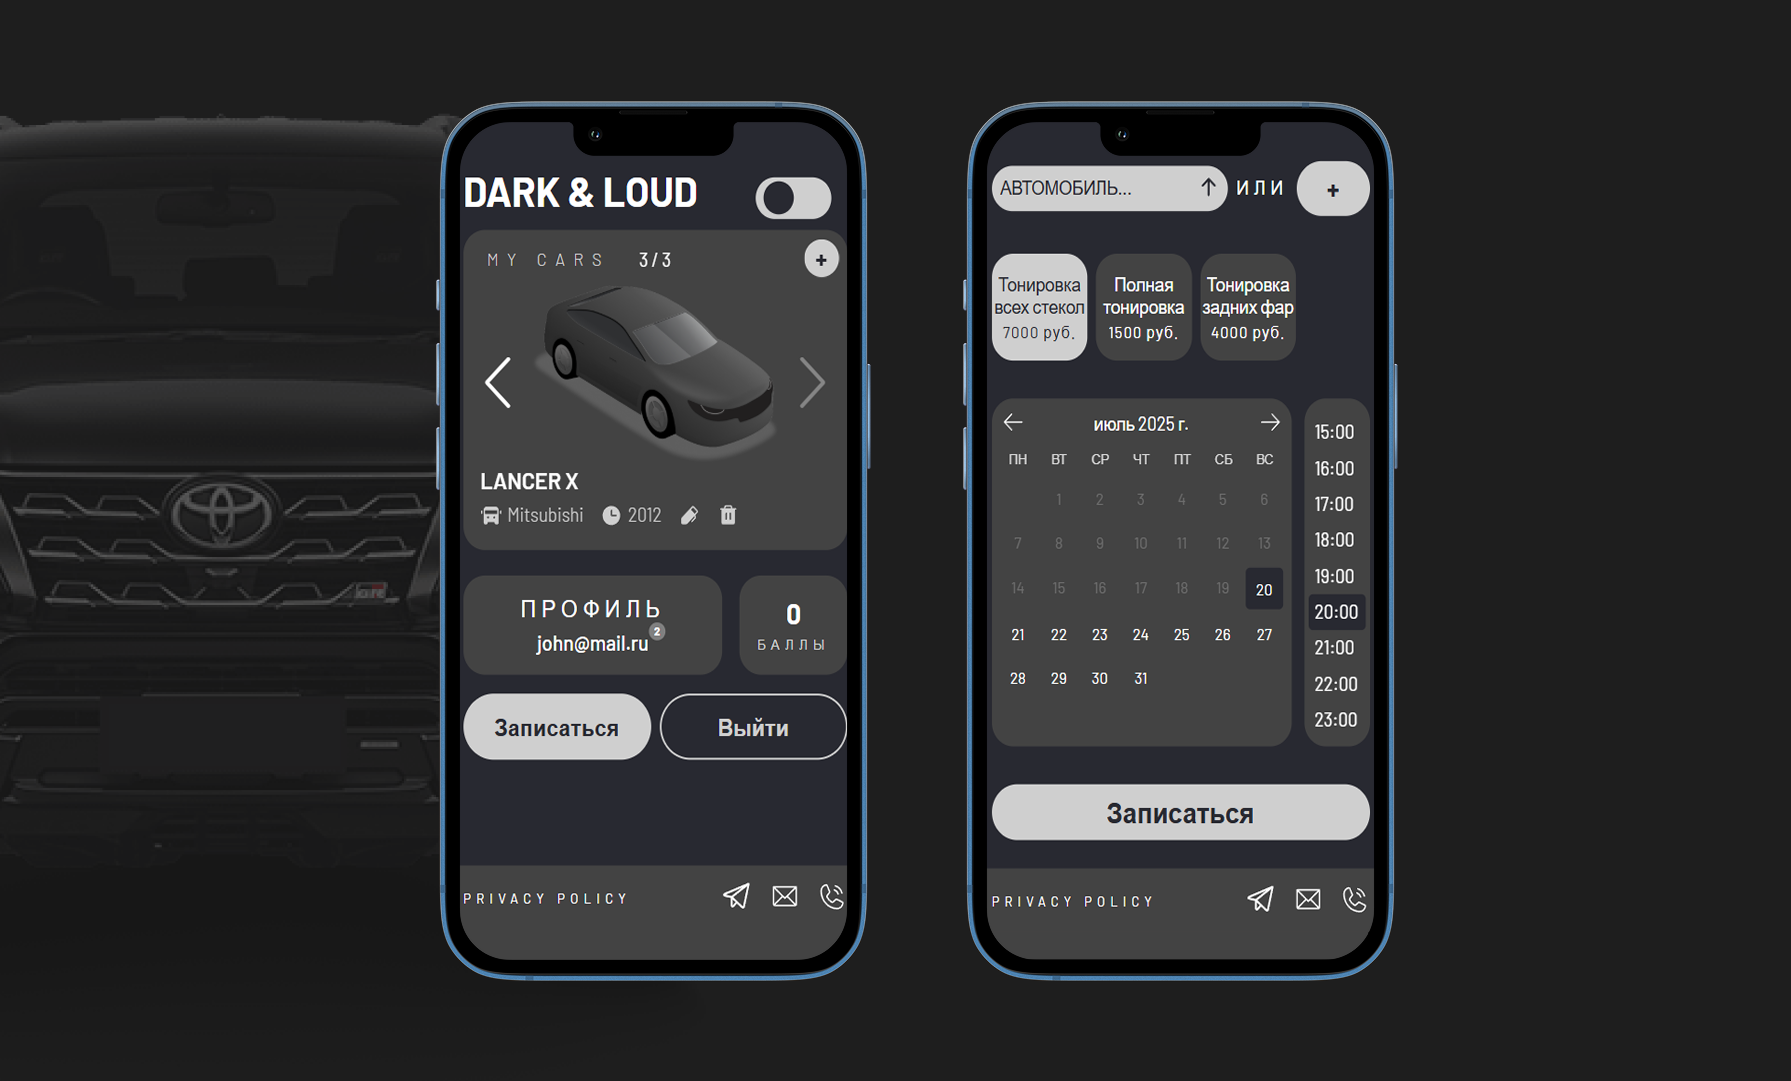 DARK & LOUD
MY CARS 3/3
+
LANCER X
Mitsubishi 2012
ПРОФИЛЬ
john@mail.ru 2
0
БАЛЛЫ
Записаться
Выйти
PRIVACY POLICY
АВТОМОБИЛЬ... ИЛИ +
Тонировка
всех стекол
7000 руб.
Полная
тонировка
1500 руб.
Тонировка
задних фар
4000 руб.
июль 2025 г.
ПН ВТ СР ЧТ ПТ СБ ВС
1 2 3 4 5 6
7 8 9 10 11 12 13
14 15 16 17 18 19 20
21 22 23 24 25 26 27
28 29 30 31
15:00
16:00
17:00
18:00
19:00
20:00
21:00
22:00
23:00
Записаться
PRIVACY POLICY
GR